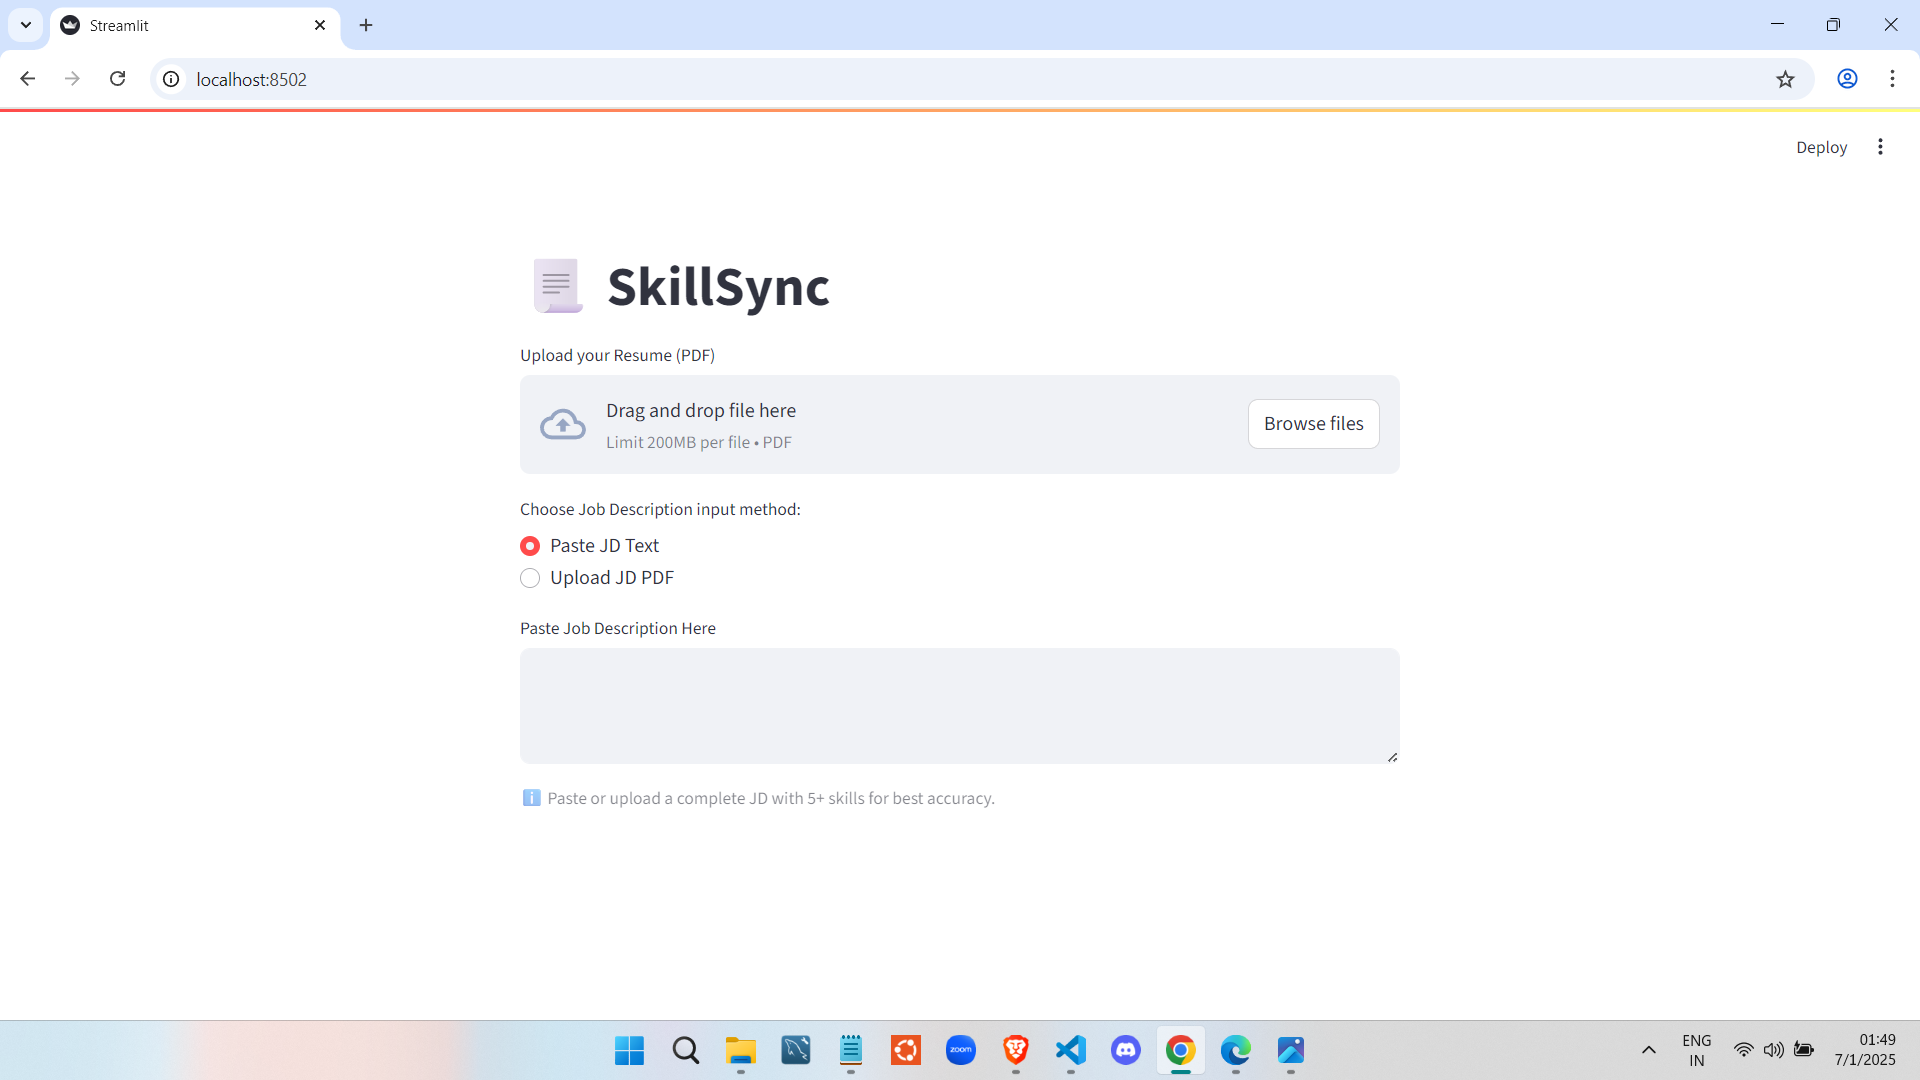 Streamlit
localhost:8502
Deploy
SkillSync
Upload your Resume (PDF)
Drag and drop file here
Limit 200MB per file • PDF
Browse files
Choose Job Description input method:
Paste JD Text
Upload JD PDF
Paste Job Description Here
Paste or upload a complete JD with 5+ skills for best accuracy.
zoom
ENG
IN
01:49
7/1/2025